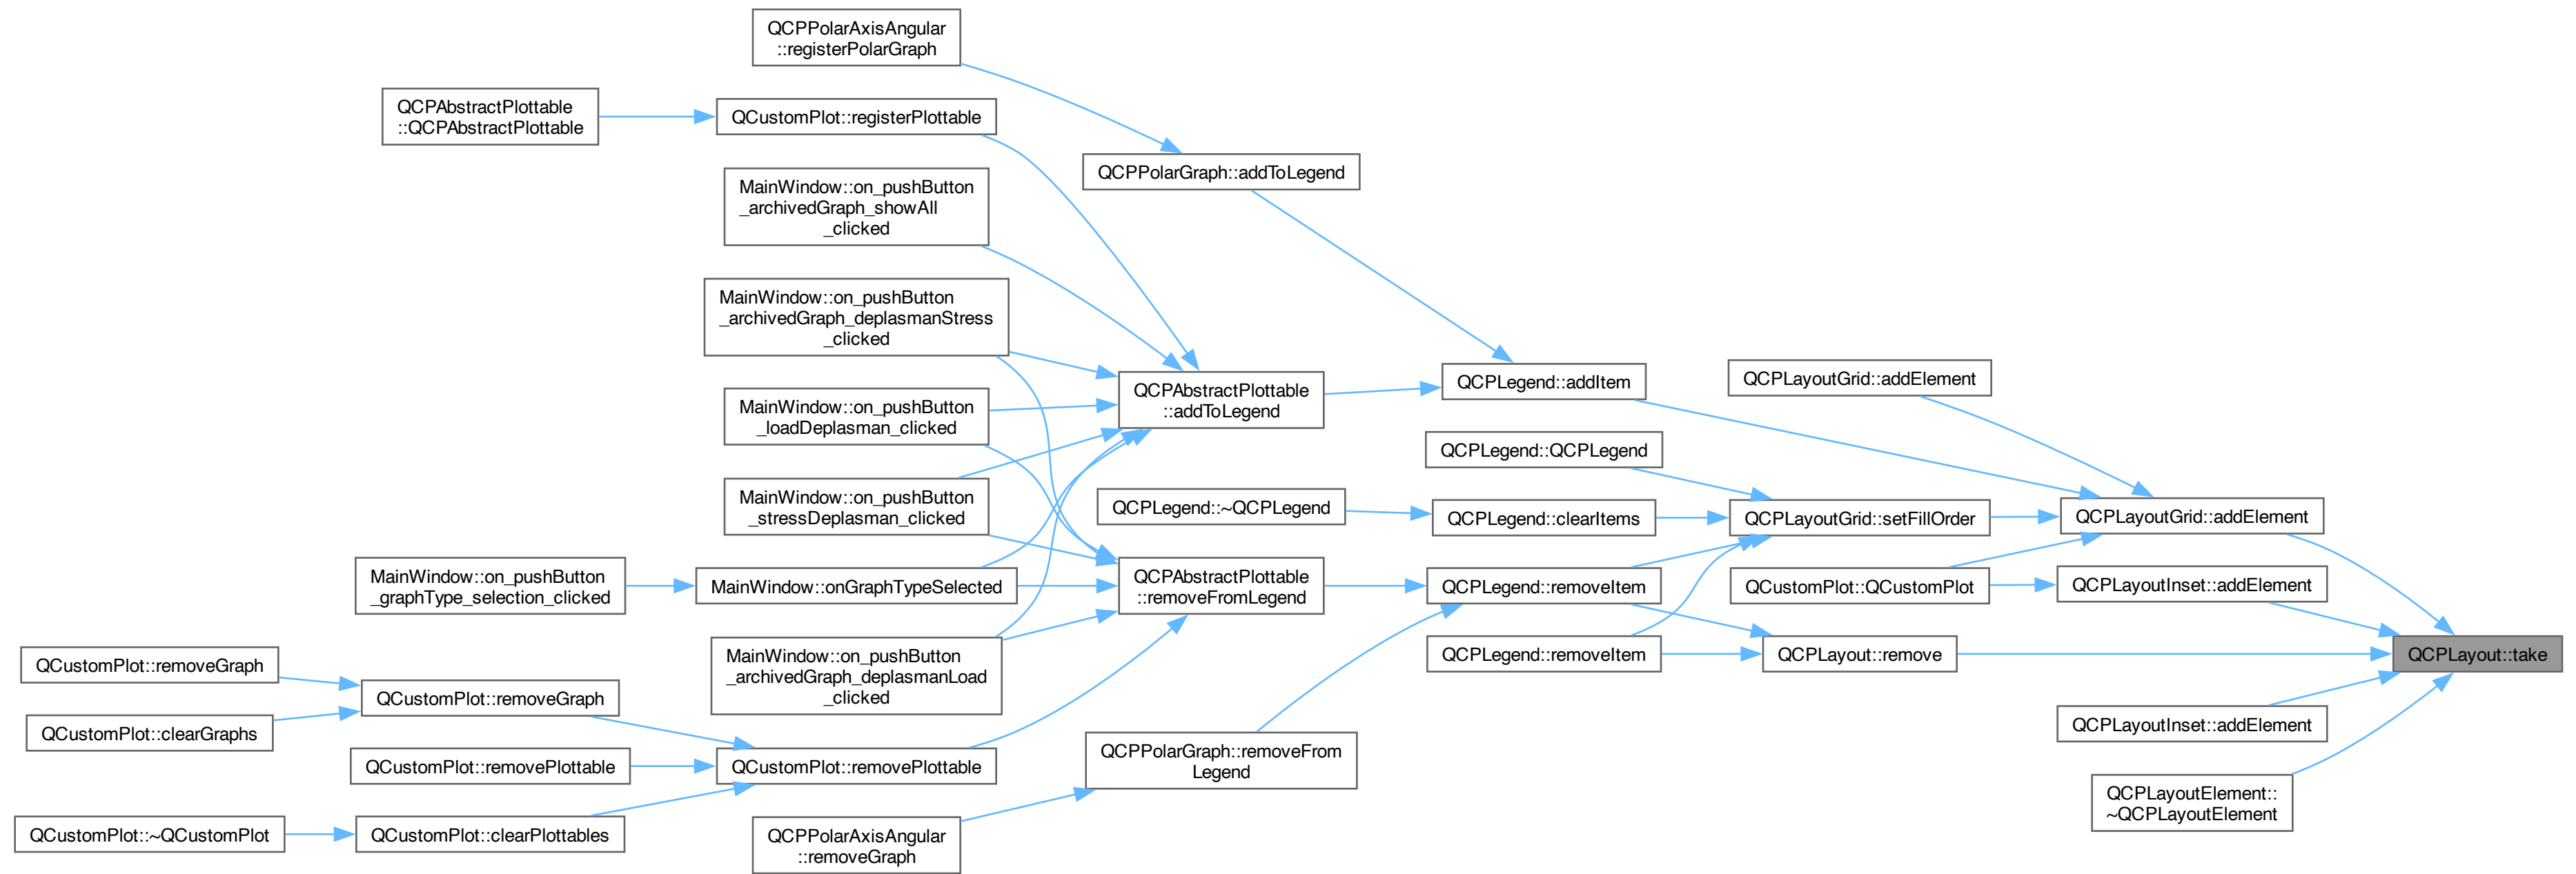 QCPPolarAxisAngular
::registerPolarGraph
QCPAbstractPlottable
::QCPAbstractPlottable
QCustomPlot::registerPlottable
QCPPolarGraph::addToLegend
MainWindow::on_pushButton
_archivedGraph_showAll
_clicked
MainWindow::on_pushButton
_archivedGraph_deplasmanStress
_clicked
QCPAbstractPlottable
::addToLegend
QCPLegend::addItem
QCPLayoutGrid::addElement
MainWindow::on_pushButton
_loadDeplasman_clicked
QCPLegend::QCPLegend
MainWindow::on_pushButton
_stressDeplasman_clicked
QCPLegend::~QCPLegend
QCPLegend::clearItems
QCPLayoutGrid::setFillOrder
QCPLayoutGrid::addElement
MainWindow::on_pushButton
_graphType_selection_clicked
MainWindow::onGraphTypeSelected
QCPAbstractPlottable
::removeFromLegend
QCPLegend::removeItem
QCustomPlot::QCustomPlot
QCPLayoutInset::addElement
MainWindow::on_pushButton
_archivedGraph_deplasmanLoad
_clicked
QCPLegend::removeItem
QCPLayout::remove
QCPLayout::take
QCustomPlot::removeGraph
QCustomPlot::removeGraph
QCustomPlot::clearGraphs
QCPLayoutInset::addElement
QCustomPlot::removePlottable
QCustomPlot::removePlottable
QCPPolarGraph::removeFrom
Legend
QCPLayoutElement::
~QCPLayoutElement
QCustomPlot::~QCustomPlot
QCustomPlot::clearPlottables
QCPPolarAxisAngular
::removeGraph